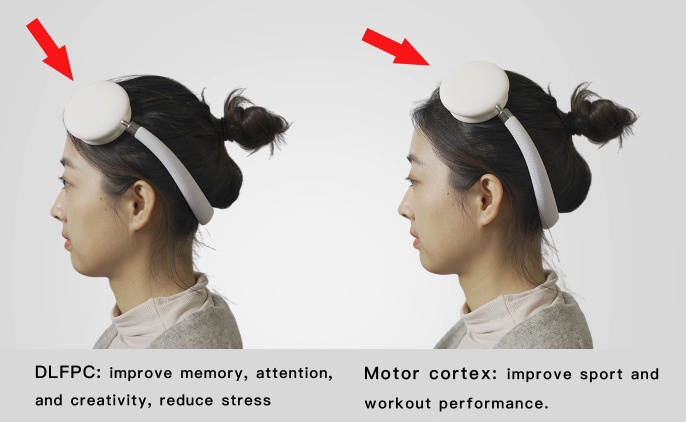 DLFPC: improve memory, attention,
and creativity, reduce stress
Motor cortex: improve sport and
workout performance.